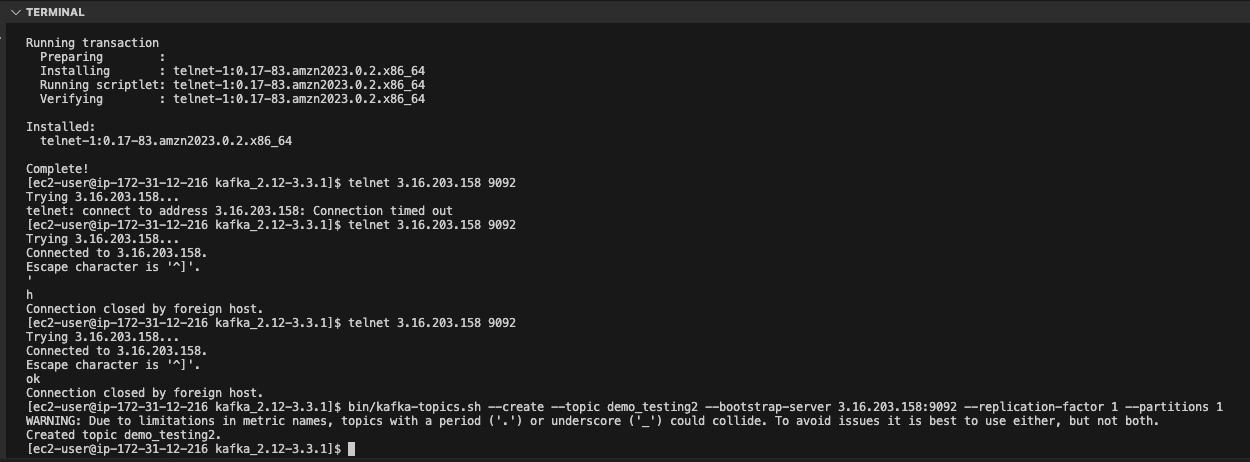 TERMINAL
Running transaction
  Preparing        :
  Installing       : telnet-1:0.17-83.amzn2023.0.2.x86_64
  Running scriptlet: telnet-1:0.17-83.amzn2023.0.2.x86_64
  Verifying        : telnet-1:0.17-83.amzn2023.0.2.x86_64
Installed:
  telnet-1:0.17-83.amzn2023.0.2.x86_64
Complete!
[ec2-user@ip-172-31-12-216 kafka_2.12-3.3.1]$ telnet 3.16.203.158 9092
Trying 3.16.203.158...
telnet: connect to address 3.16.203.158: Connection timed out
[ec2-user@ip-172-31-12-216 kafka_2.12-3.3.1]$ telnet 3.16.203.158 9092
Trying 3.16.203.158...
Connected to 3.16.203.158.
Escape character is '^]'.
'
h
Connection closed by foreign host.
[ec2-user@ip-172-31-12-216 kafka_2.12-3.3.1]$ telnet 3.16.203.158 9092
Trying 3.16.203.158...
Connected to 3.16.203.158.
Escape character is '^]'.
ok
Connection closed by foreign host.
[ec2-user@ip-172-31-12-216 kafka_2.12-3.3.1]$ bin/kafka-topics.sh --create --topic demo_testing2 --bootstrap-server 3.16.203.158:9092 --replication-factor 1 --partitions 1
WARNING: Due to limitations in metric names, topics with a period ('.') or underscore ('_') could collide. To avoid issues it is best to use either, but not both.
Created topic demo_testing2.
[ec2-user@ip-172-31-12-216 kafka_2.12-3.3.1]$